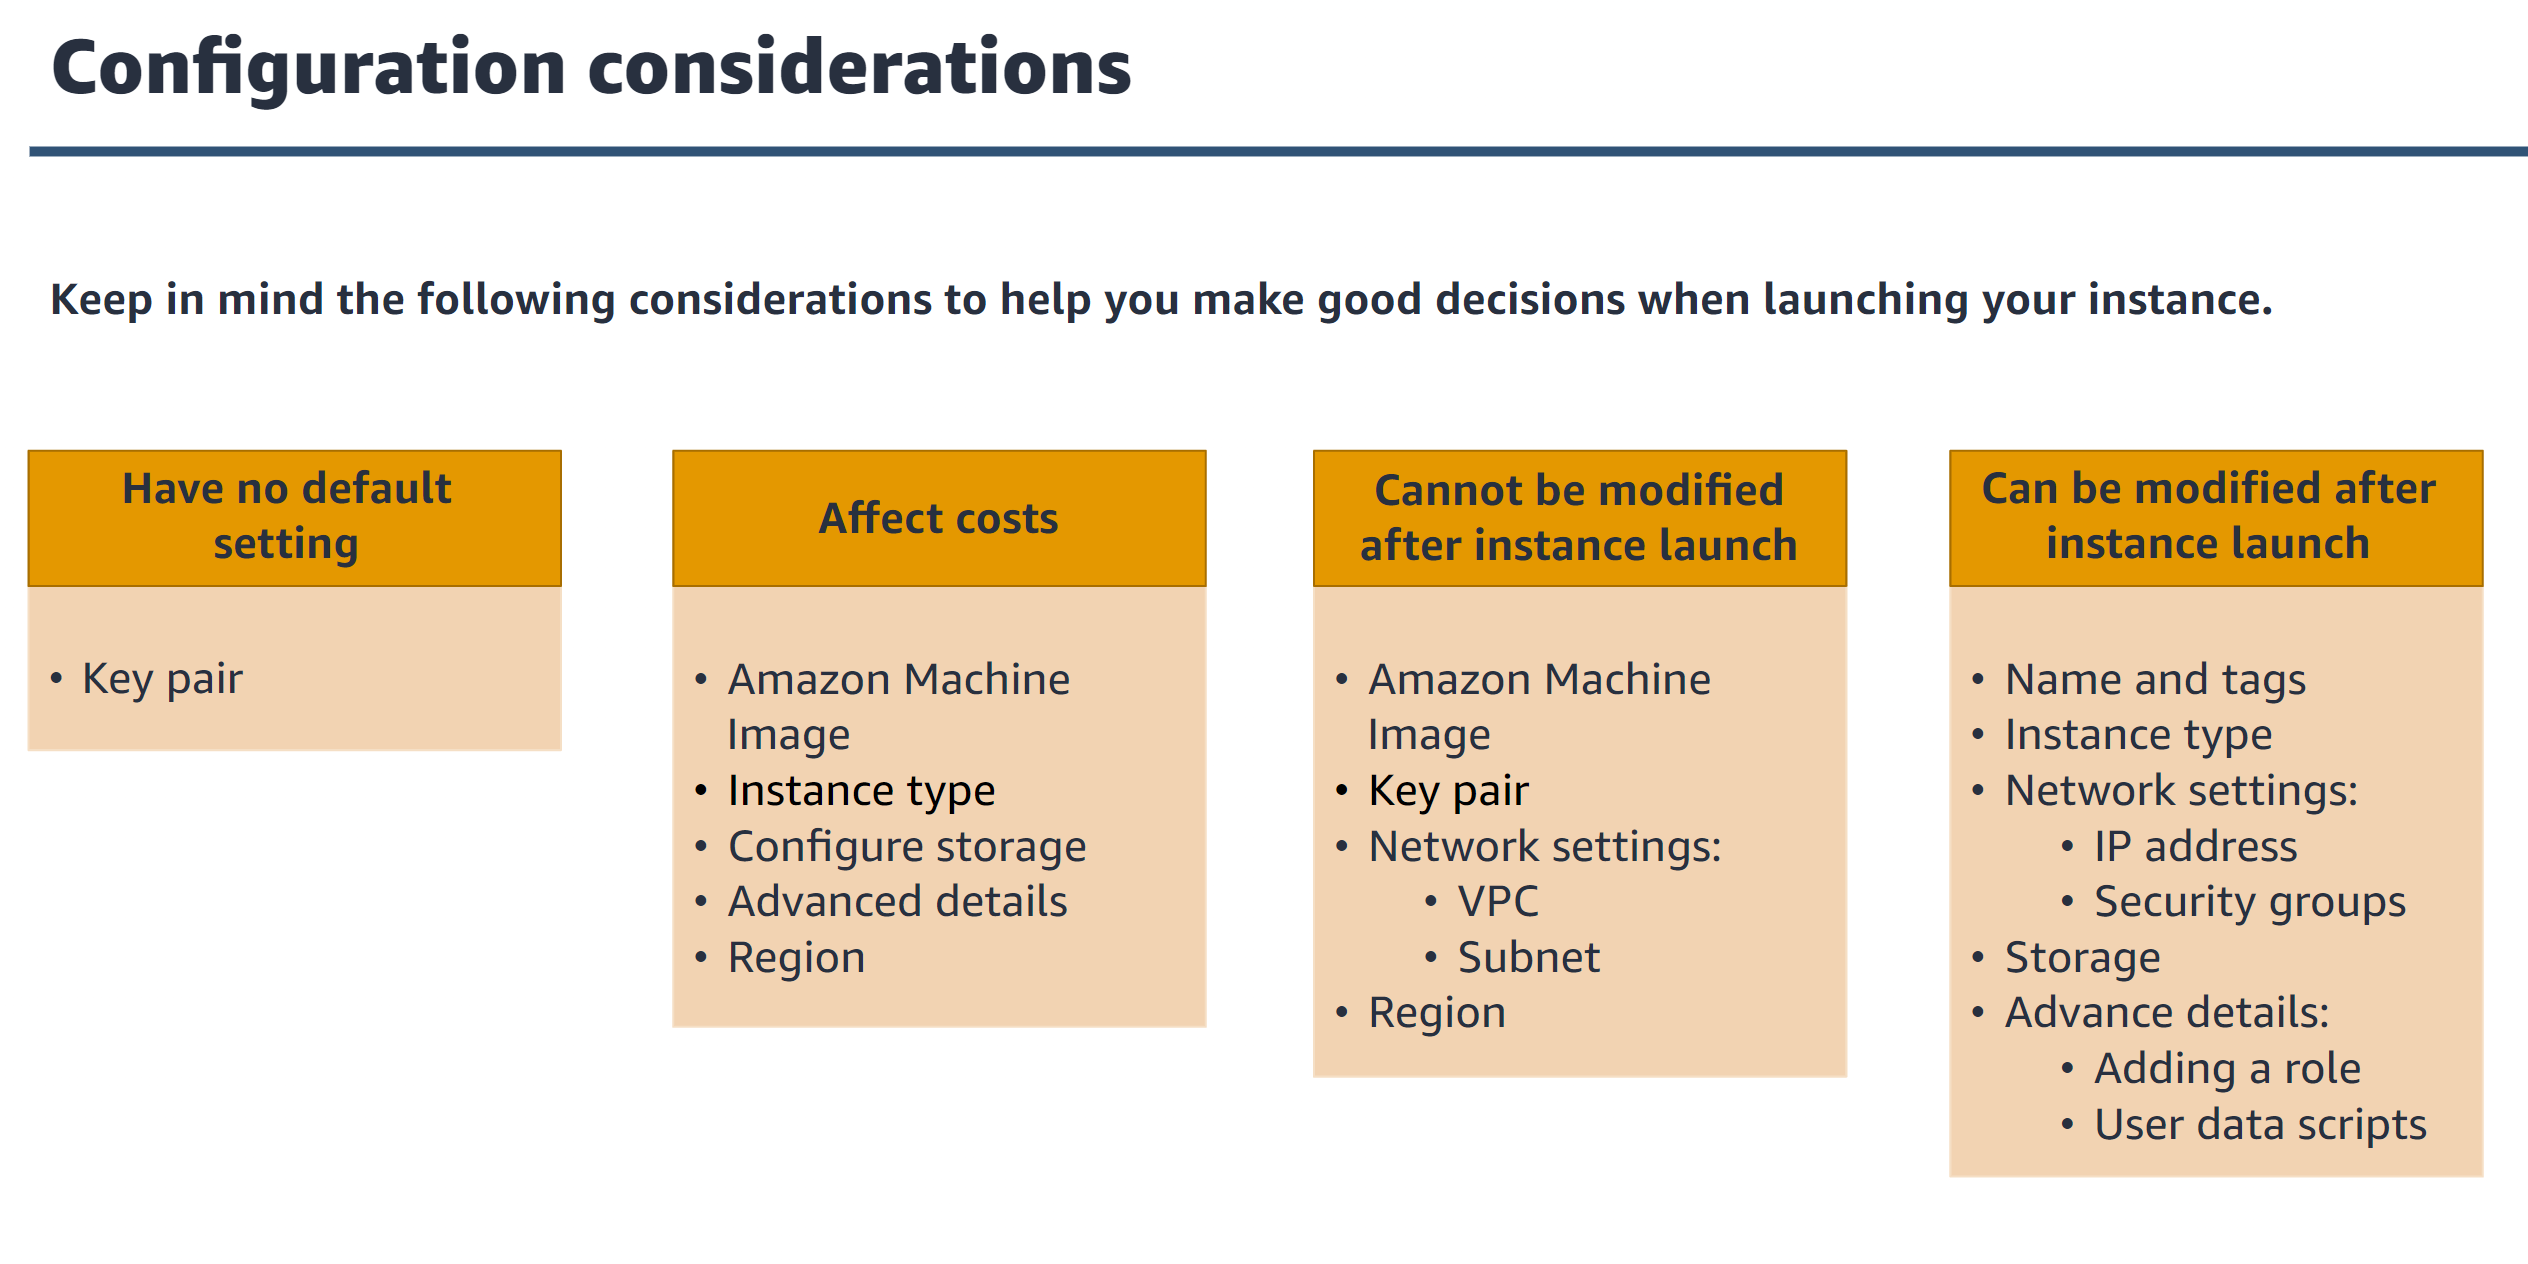 Configuration considerations
Keep in mind the following considerations to help you make good decisions when launching your instance.
Have no default
setting
• Key pair
Affect costs
• Amazon Machine
Image
• Instance type
• Configure storage
• Advanced details
• Region
Cannot be modified
after instance launch
• Amazon Machine
Image
• Key pair
• Network settings:
• VPC
• Subnet
• Region
Can be modified after
instance launch
• Name and tags
• Instance type
• Network settings:
• IP address
• Security groups
• Storage
• Advance details:
• Adding a role
• User data scripts